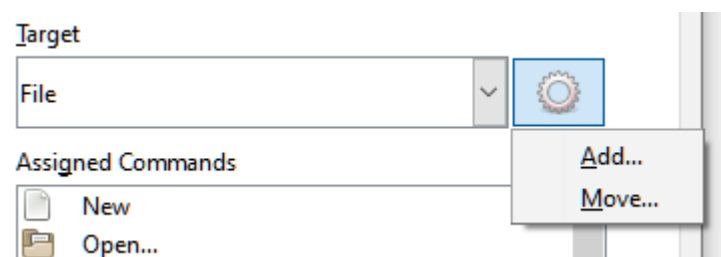 Target
File
Add...
Assigned Commands
Move...
New
Open...